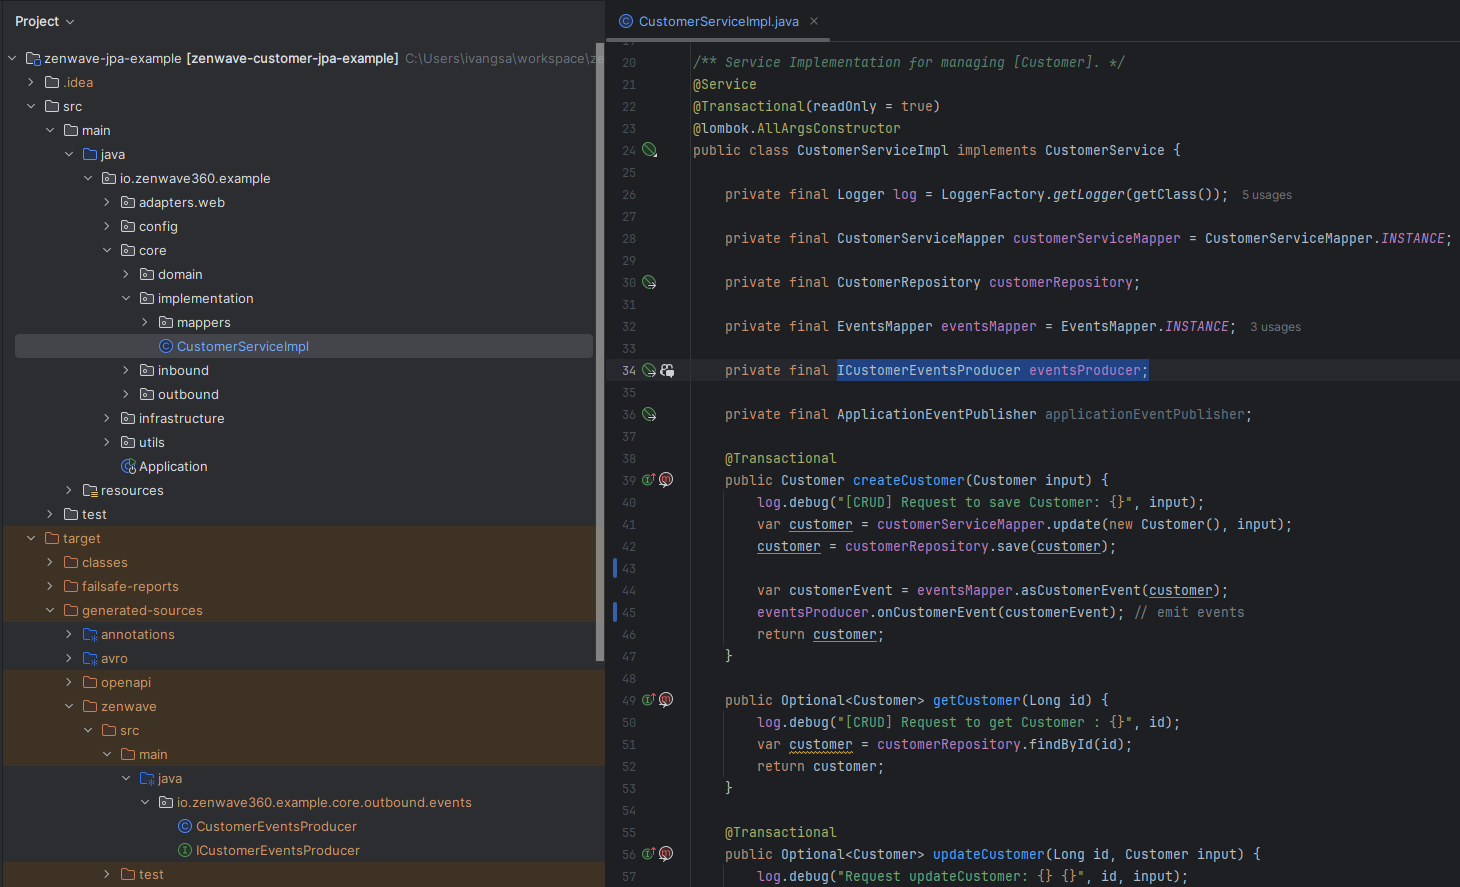 Project
zenwave-jpa-example [zenwave-customer-jpa-example] C:\Users\ivangsa\workspace\ze
.idea
src
main
java
io.zenwave360.example
adapters.web
config
core
domain
implementation
mappers
CustomerServiceImpl
inbound
outbound
infrastructure
utils
Application
resources
test
target
classes
failsafe-reports
generated-sources
annotations
avro
openapi
zenwave
src
main
java
io.zenwave360.example.core.outbound.events
CustomerEventsProducer
ICustomerEventsProducer
test
CustomerServiceImpl.java
19
20 /** Service Implementation for managing [Customer]. */
21 @Service
22 @Transactional(readOnly = true)
23 @lombok.AllArgsConstructor
24 public class CustomerServiceImpl implements CustomerService {
25
26 private final Logger log = LoggerFactory.getLogger(getClass()); 5 usages
27
28 private final CustomerServiceMapper customerServiceMapper = CustomerServiceMapper.INSTANCE;
29
30 private final CustomerRepository customerRepository;
31
32 private final EventsMapper eventsMapper = EventsMapper.INSTANCE; 3 usages
33
34 private final ICustomerEventsProducer eventsProducer;
35
36 private final ApplicationEventPublisher applicationEventPublisher;
37
38 @Transactional
39 public Customer createCustomer(Customer input) {
40 log.debug("[CRUD] Request to save Customer: {}", input);
41 var customer = customerServiceMapper.update(new Customer(), input);
42 customer = customerRepository.save(customer);
43
44 var customerEvent = eventsMapper.asCustomerEvent(customer);
45 eventsProducer.onCustomerEvent(customerEvent); // emit events
46 return customer;
47 }
48
49 public Optional<Customer> getCustomer(Long id) {
50 log.debug("[CRUD] Request to get Customer : {}", id);
51 var customer = customerRepository.findById(id);
52 return customer;
53 }
54
55 @Transactional
56 public Optional<Customer> updateCustomer(Long id, Customer input) {
57 log.debug("Request updateCustomer: {} {}", id, input);